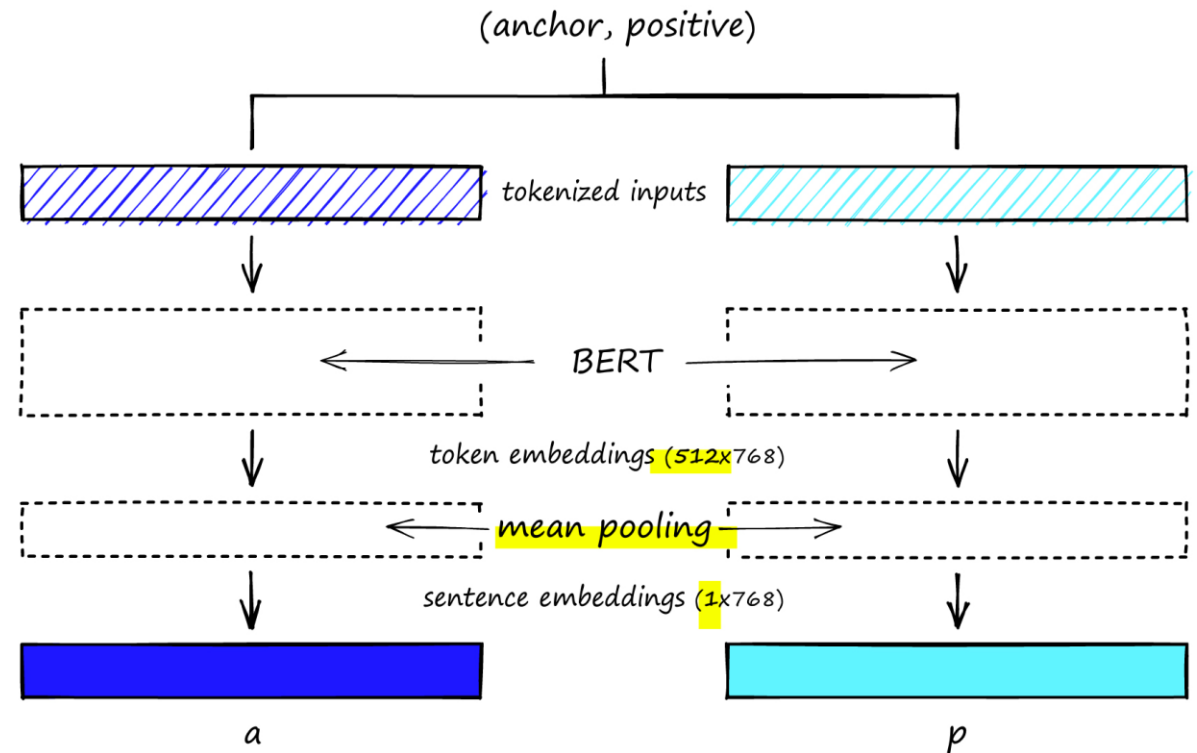 (anchor, positive)
tokenized inputs
BERT
token embeddings (512x768)
mean pooling
sentence embeddings (1x768)
a
p